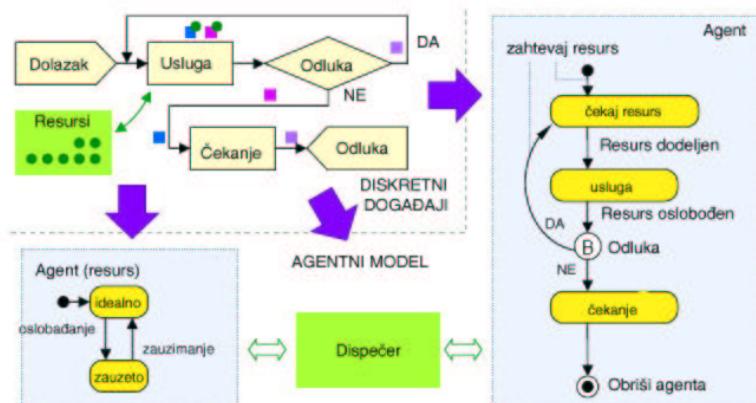 DA
Dolazak
Usluga
Odluka
NE
Resursi
Čekanje
Odluka
DISKRETNI
DOGAĐAJI
AGENTNI MODEL
Agent (resurs)
idealno
oslobađanje
zauzimanje
zauzeto
Dispečer
Agent
zahtevaj resurs
čekaj resurs
Resurs dodeljen
usluga
Resurs oslobođen
DA
B
Odluka
NE
čekanje
Obriši agenta